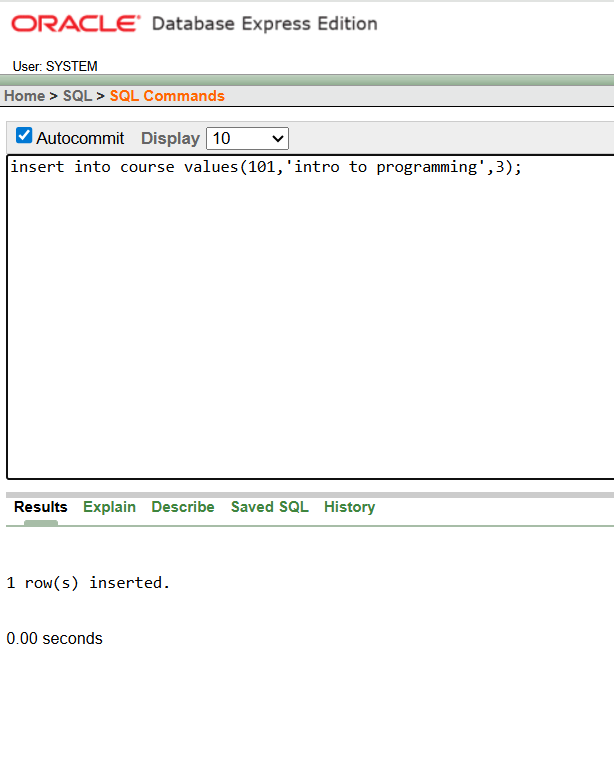 ORACLE Database Express Edition
User: SYSTEM
Home > SQL > SQL Commands
Autocommit Display 10
insert into course values(101,'intro to programming',3);
Results Explain Describe Saved SQL History
1 row(s) inserted.
0.00 seconds